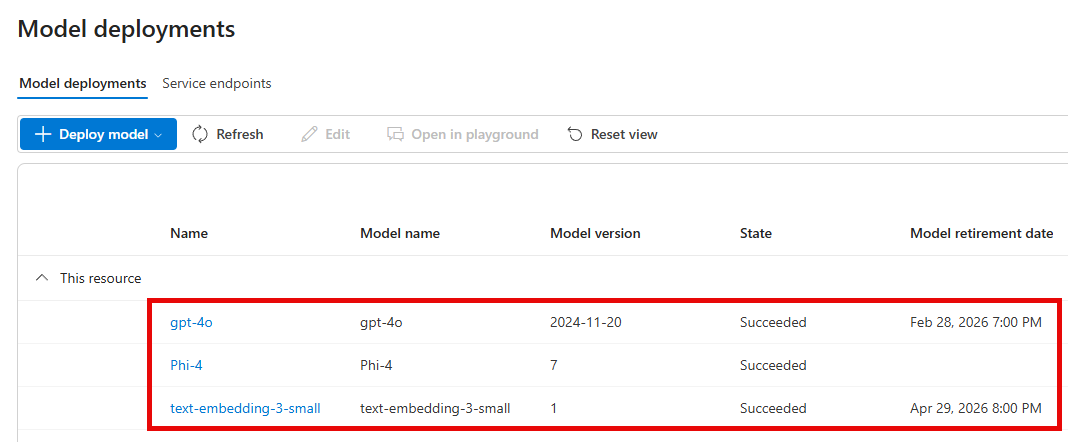 Model deployments
Model deployments Service endpoints
Deploy model Refresh Edit Open in playground Reset view
Name Model name Model version State Model retirement date
This resource
gpt-4o gpt-4o 2024-11-20 Succeeded Feb 28, 2026 7:00 PM
Phi-4 Phi-4 7 Succeeded
text-embedding-3-small text-embedding-3-small 1 Succeeded Apr 29, 2026 8:00 PM